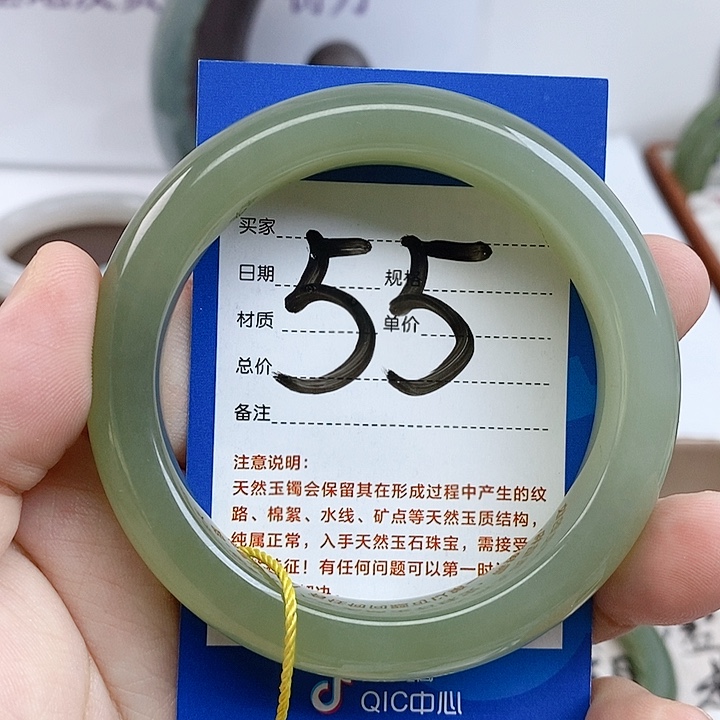 买家
55
日期 规格
材质 单价
总价
备注
注意说明：
天然玉镯会保留其在形成过程中产生的纹
路、棉絮、水线、矿点等天然玉质结构，
纯属正常，入手天然玉石珠宝，需接受
征！有任何问题可以第一时
QIC中心